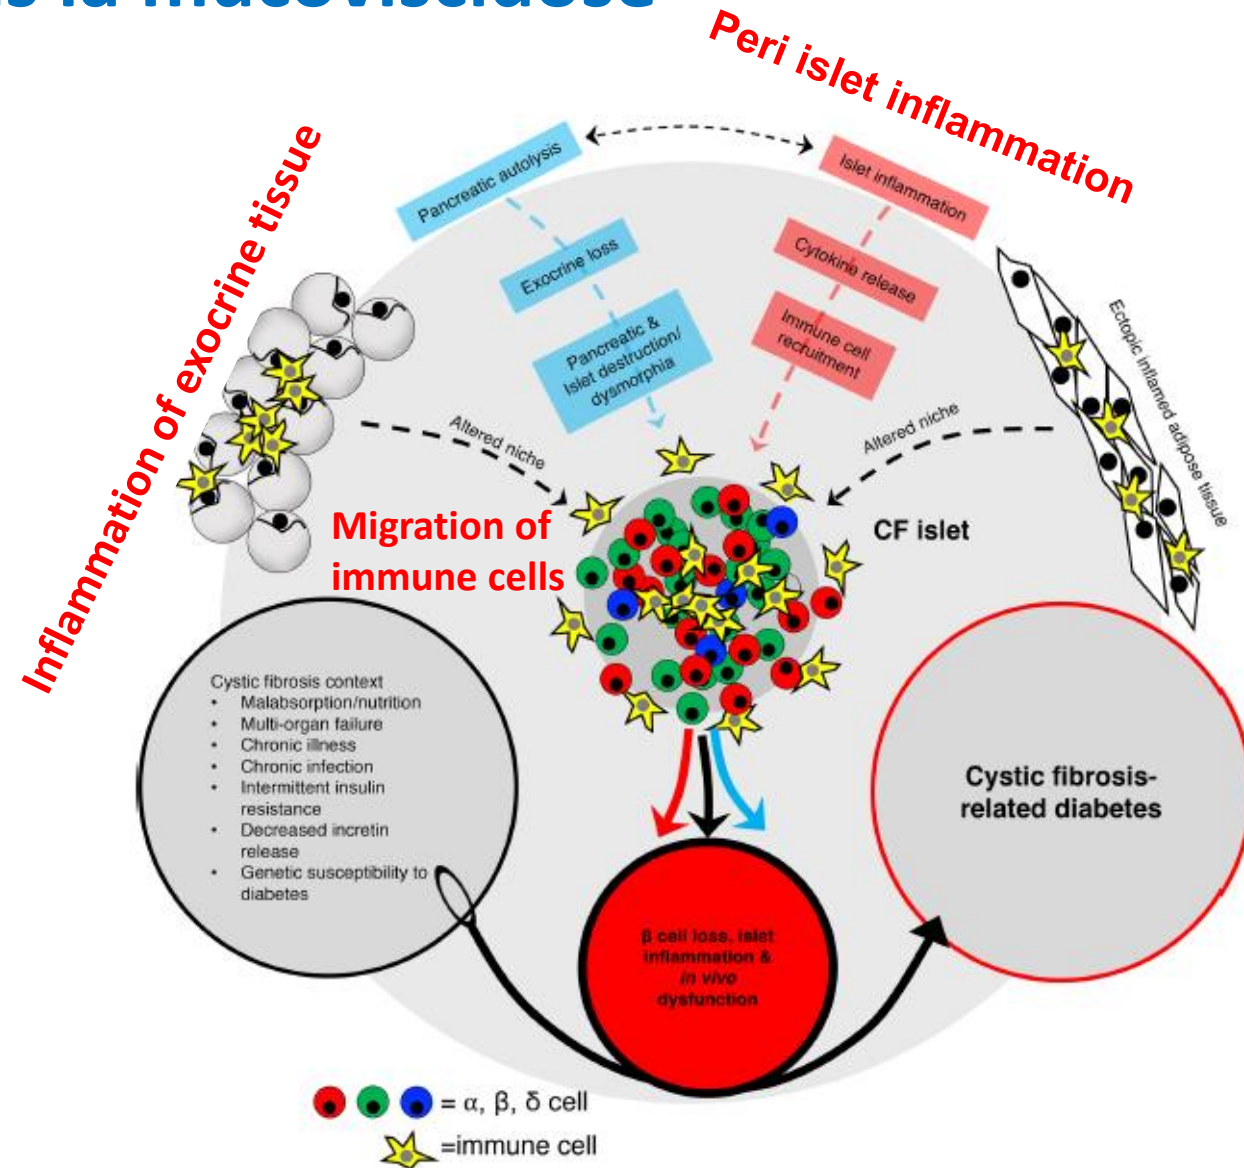 la mucoviscidose
Peri islet inflammation
Inflammation of exocrine tissue
Pancreatic autolysis
Exocrine loss
Pancreatic &
Islet destruction/
dysmorphia
Islet inflammation
Cytokine release
Immune cell
recruitment
Ectopic inflamed adipose tissue
Altered niche
Altered niche
Migration of
immune cells
CF islet
Cystic fibrosis context
• Malabsorption/nutrition
• Multi-organ failure
• Chronic illness
• Chronic infection
• Intermittent insulin
resistance
• Decreased incretin
release
• Genetic susceptibility to
diabetes
β cell loss, islet
inflammation &
in vivo
dysfunction
Cystic fibrosis-
related diabetes
= α, β, δ cell
=immune cell